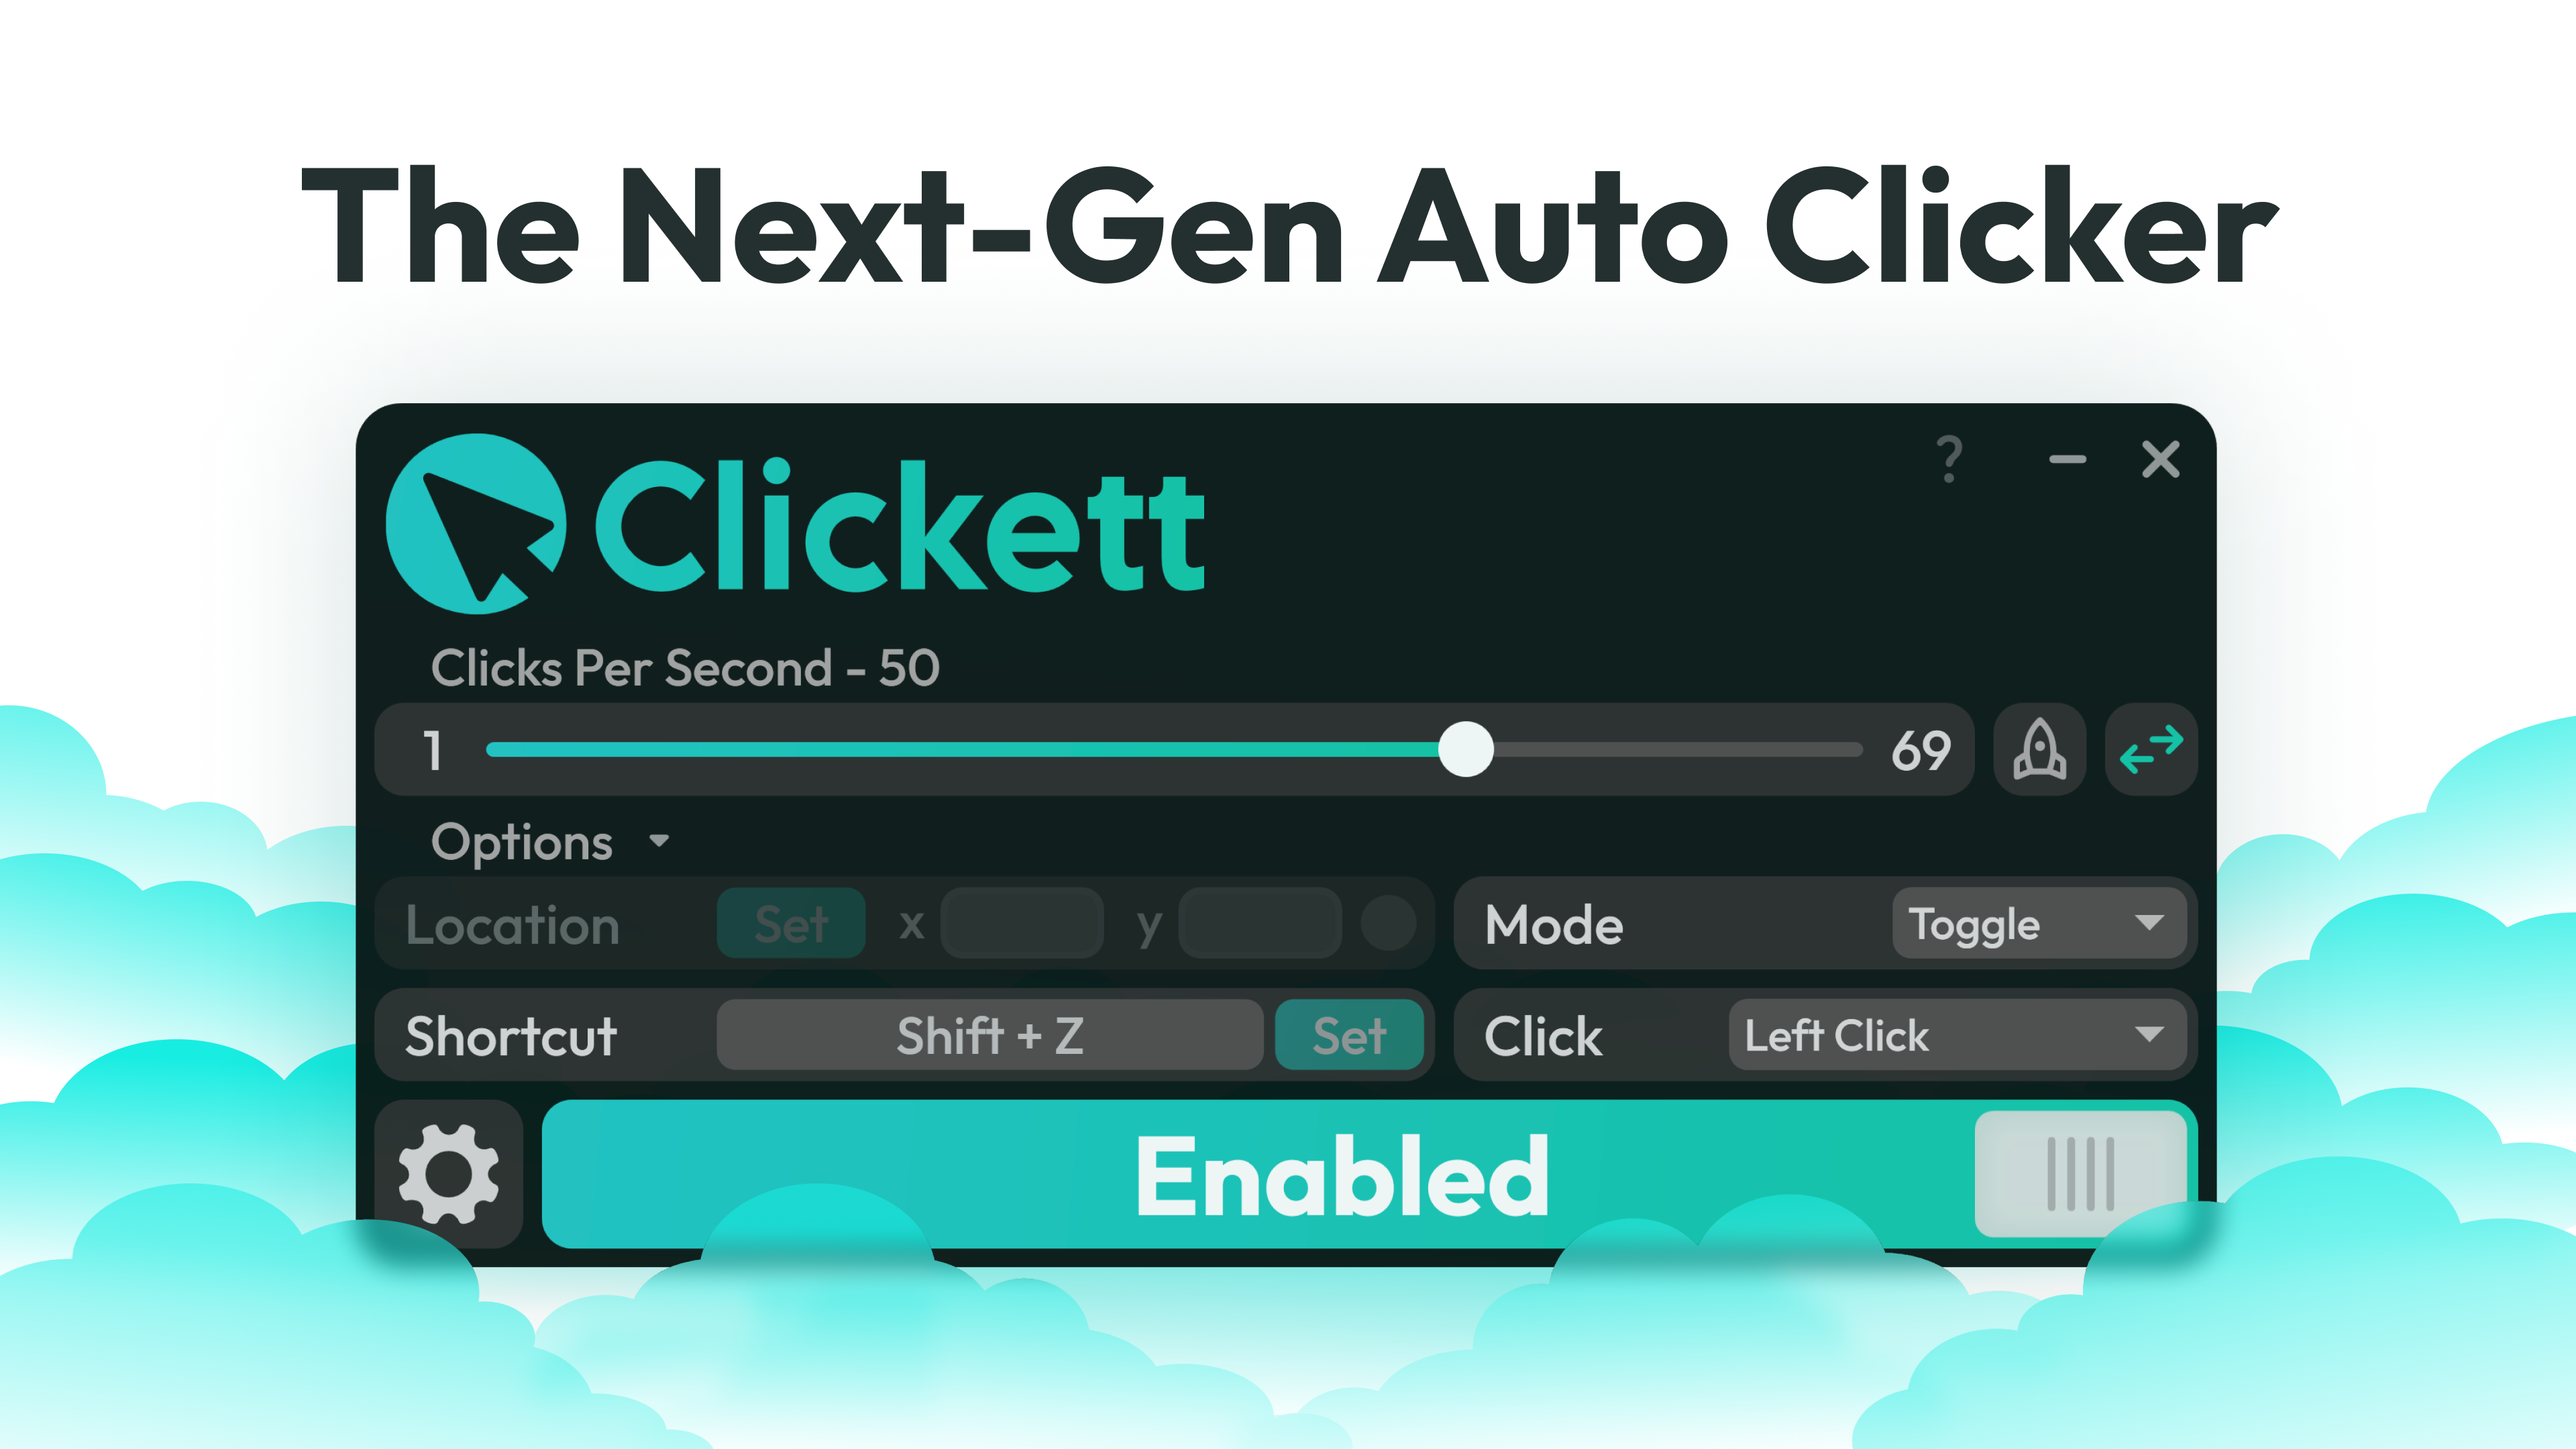 The Next-Gen Auto Clicker
Clickett
?
Clicks Per Second - 50
1 69
Options
Location Set x y Mode Toggle
Shortcut Shift + Z Set Click Left Click
Enabled